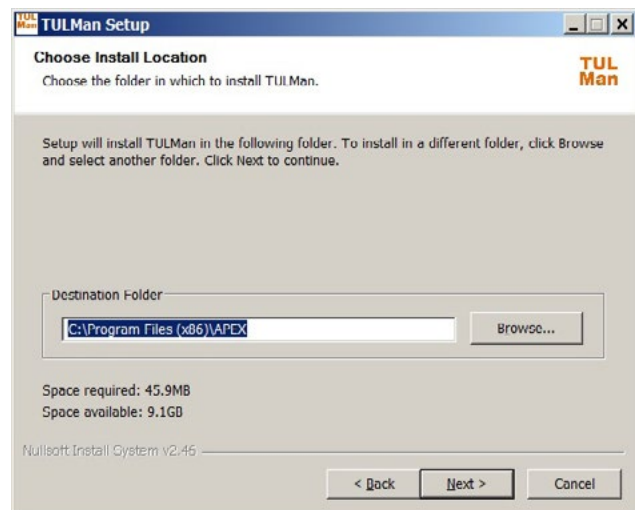 TUL
Man
TULMan Setup
Choose Install Location
Choose the folder in which to install TULMan.
TUL
Man
Setup will install TULMan in the following folder. To install in a different folder, click Browse
and select another folder. Click Next to continue.
Destination Folder
C:\Program Files (x86)\APEX
Browse...
Space required: 45.9MB
Space available: 9.1GB
Nullsoft Install System v2.46
< Back
Next >
Cancel